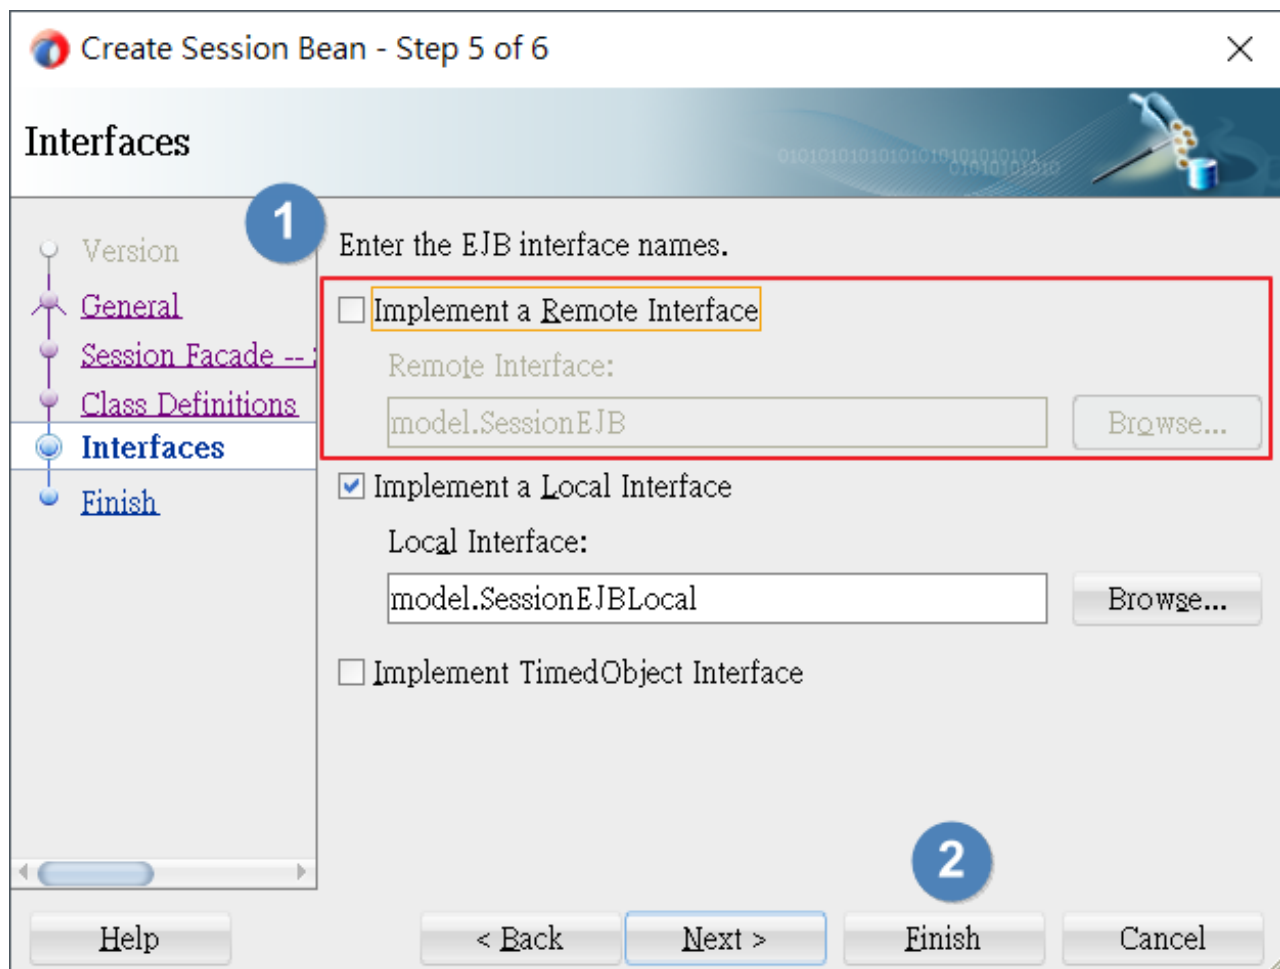 Create Session Bean - Step 5 of 6
Interfaces
0101010101010101010101010101
01010101010
1
Version
General
Session Facade --
Class Definitions
Interfaces
Finish
Enter the EJB interface names.
Implement a Remote Interface
Remote Interface:
model.SessionEJB
Browse...
Implement a Local Interface
Local Interface:
model.SessionEJBLocal
Browse...
Implement TimedObject Interface
2
Help
< Back
Next >
Finish
Cancel